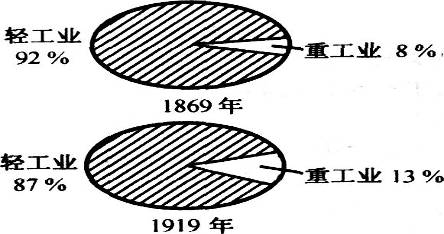 轻工业
92 %
重工业 8 %
1869 年
轻工业
87 %
重工业 13 %
1919 年